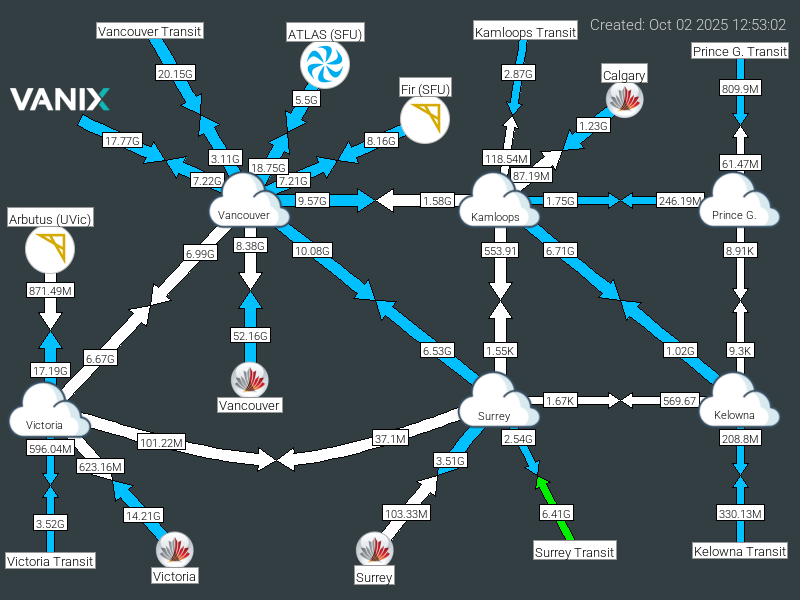 Created: Oct 02 2025 12:53:02
Vancouver Transit
ATLAS (SFU)
Kamloops Transit
Prince G. Transit
20.15G
2.87G
Calgary
809.9M
VANIX
5.5G
Fir (SFU)
1.23G
17.77G
8.16G
3.11G
118.54M
61.47M
18.75G
87.19M
7.22G
7.21G
9.57G
1.58G
1.75G
246.19M
Vancouver
Kamloops
Prince G.
Arbutus (UVic)
6.99G
8.38G
10.08G
553.91
6.71G
8.91K
871.49M
52.16G
6.67G
6.53G
1.55K
1.02G
9.3K
17.19G
Vancouver
1.67K
569.67
Victoria
Surrey
Kelowna
101.22M
37.1M
2.54G
208.8M
596.04M
623.16M
3.51G
3.52G
14.21G
103.33M
6.41G
330.13M
Victoria Transit
Victoria
Surrey
Surrey Transit
Kelowna Transit